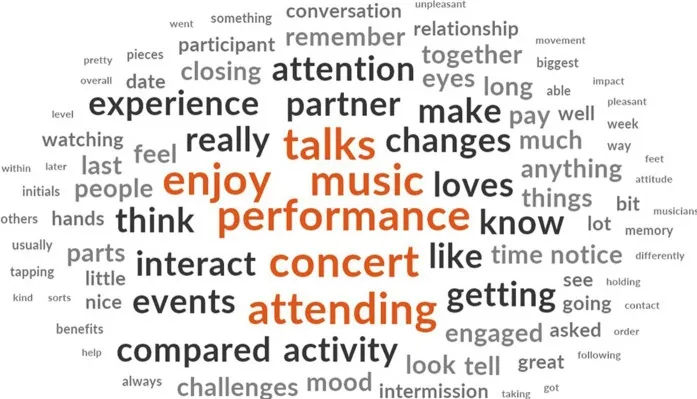 unpleasant
conversation
something
went
relationship
remember
participant
movement
together
pretty pieces
closing attention
biggest
eyes
overall date
long able impact
experience partner make
pleasant
pay well
level
week
really talks changes much
watching
way
feel
feet
within later last
anything
enjoy music loves
attitude
initials people
things bit
musicians
others hands think performance know lot
memory
usually
parts
interact concert like time notice differently
tapping
little
see holding
kind sorts nice events attending getting going contact
benefits
engaged asked order
help compared activity
look tell great following
always
challenges mood
intermission taking got